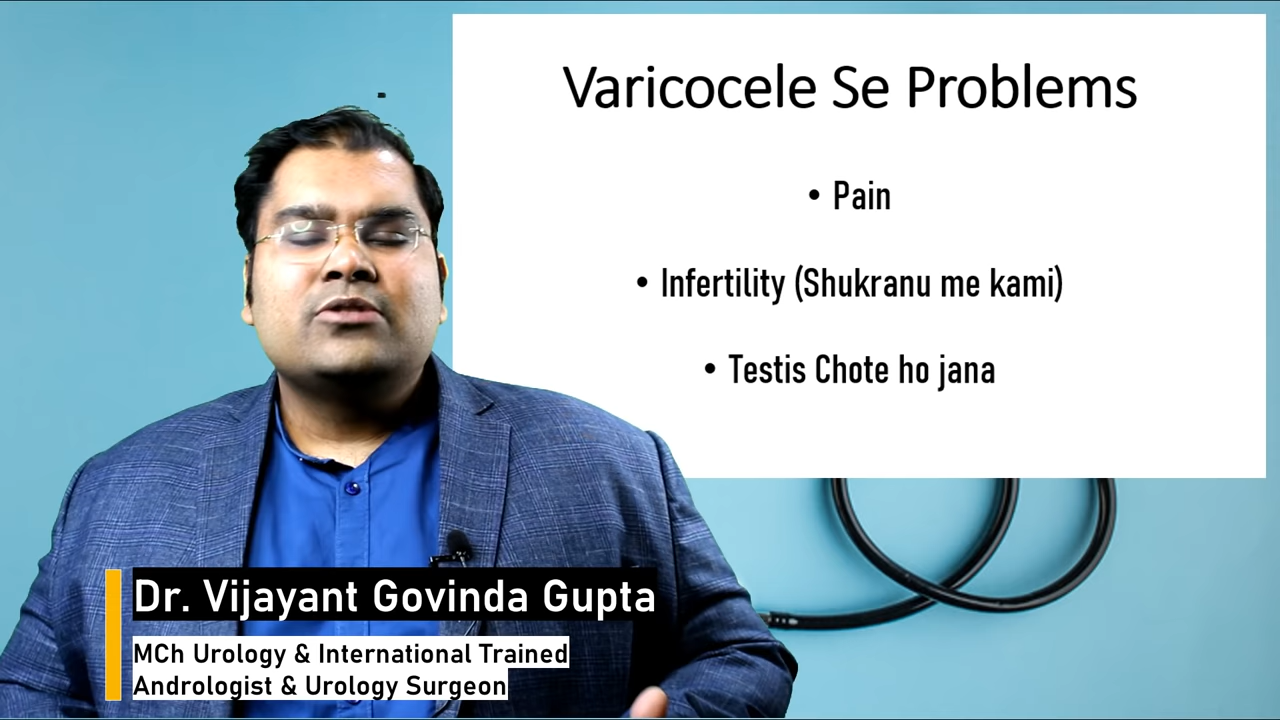 Varicocele Se Problems
• Pain
• Infertility (Shukranu me kami)
• Testis Chote ho jana
Dr. Vijayant Govinda Gupta
MCh Urology & International Trained
Andrologist & Urology Surgeon